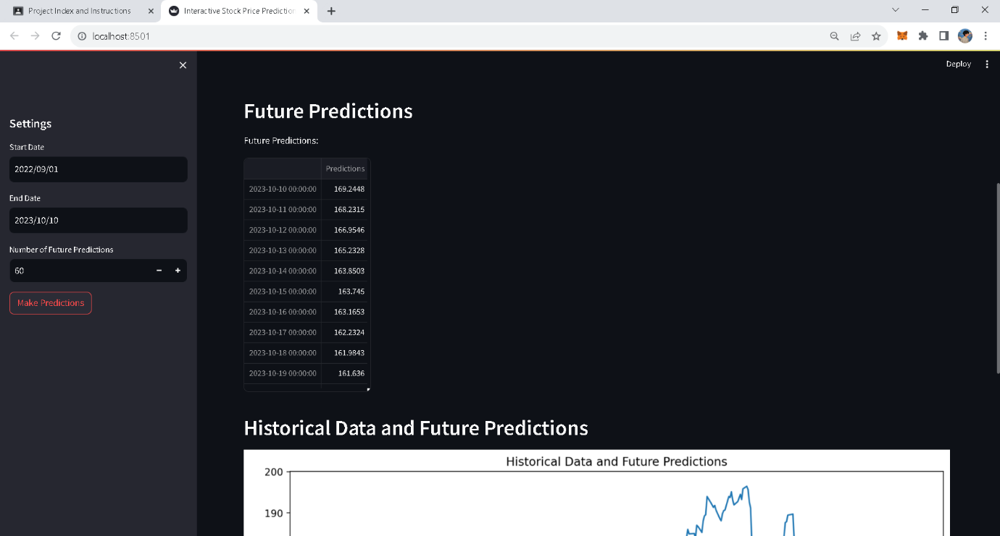 Project Index and Instructions
Interactive Stock Price Prediction
localhost:8501
Deploy
Settings
Start Date
2022/09/01
End Date
2023/10/10
Number of Future Predictions
60
Make Predictions
Future Predictions
Future Predictions:
Predictions
2023-10-10 00:00:00 169.2448
2023-10-11 00:00:00 168.2315
2023-10-12 00:00:00 166.9546
2023-10-13 00:00:00 165.2328
2023-10-14 00:00:00 163.8503
2023-10-15 00:00:00 163.745
2023-10-16 00:00:00 163.1653
2023-10-17 00:00:00 162.2324
2023-10-18 00:00:00 161.9843
2023-10-19 00:00:00 161.636
Historical Data and Future Predictions
Historical Data and Future Predictions
200
190